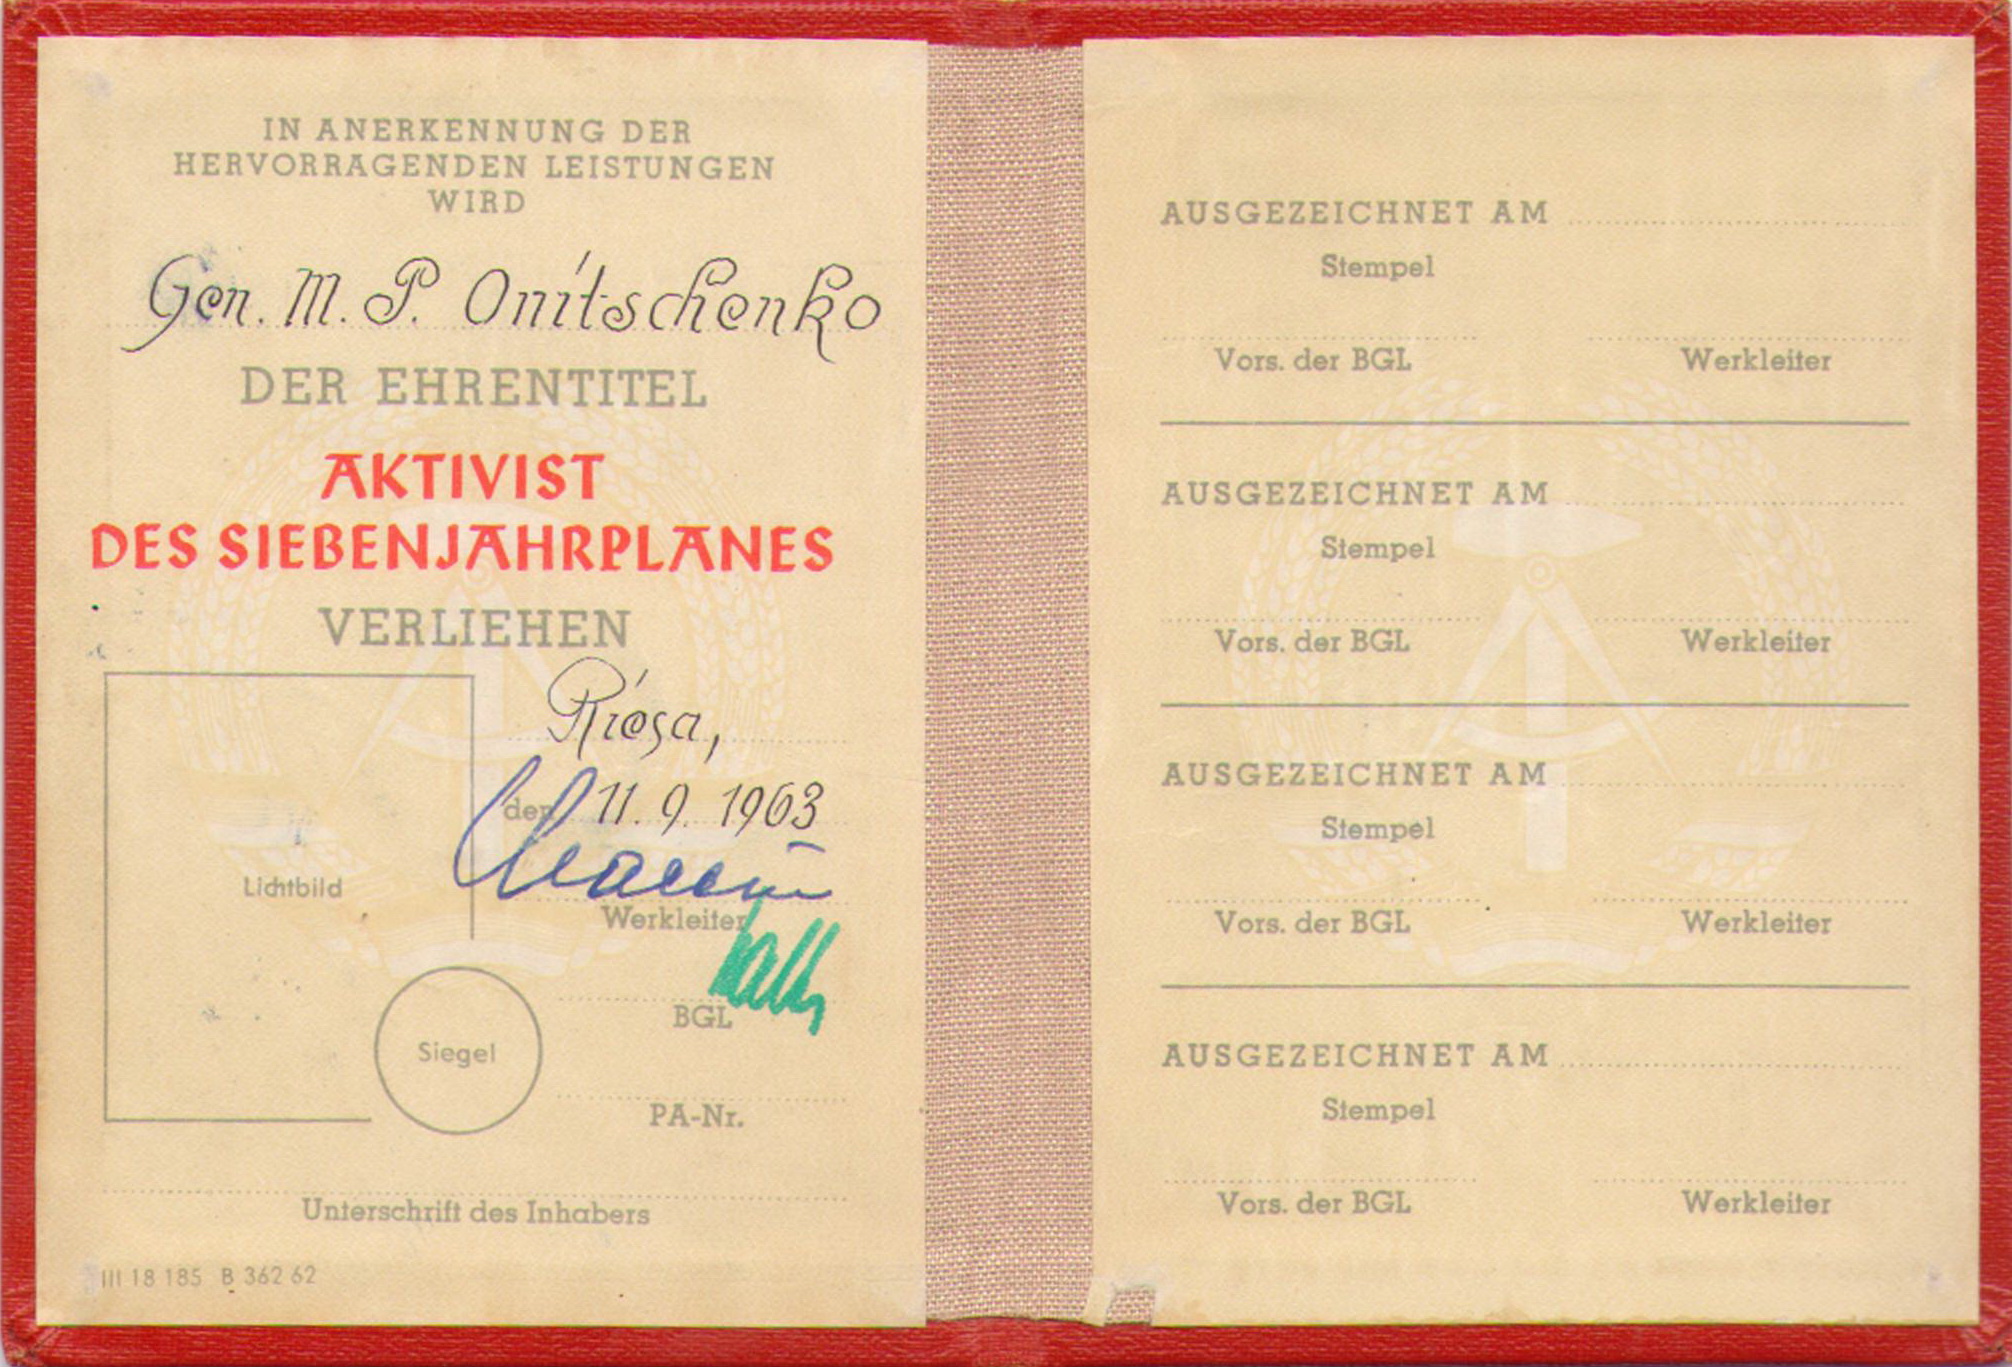 IN ANERKENNUNG DER
HERVORRAGENDEN LEISTUNGEN
WIRD
Gen. M. P. Onitschenko
DER EHRENTITEL
AKTIVIST
DES SIEBENJAHRPLANES
VERLIEHEN
Riesa,
den 11. 9. 1963
Werkleiter
Lichtbild
BGL
Siegel
PA-Nr.
Unterschrift des Inhabers
III 18 185 B 362 62
AUSGEZEICHNET AM
Stempel
Vors. der BGL Werkleiter
AUSGEZEICHNET AM
Stempel
Vors. der BGL Werkleiter
AUSGEZEICHNET AM
Stempel
Vors. der BGL Werkleiter
AUSGEZEICHNET AM
Stempel
Vors. der BGL Werkleiter